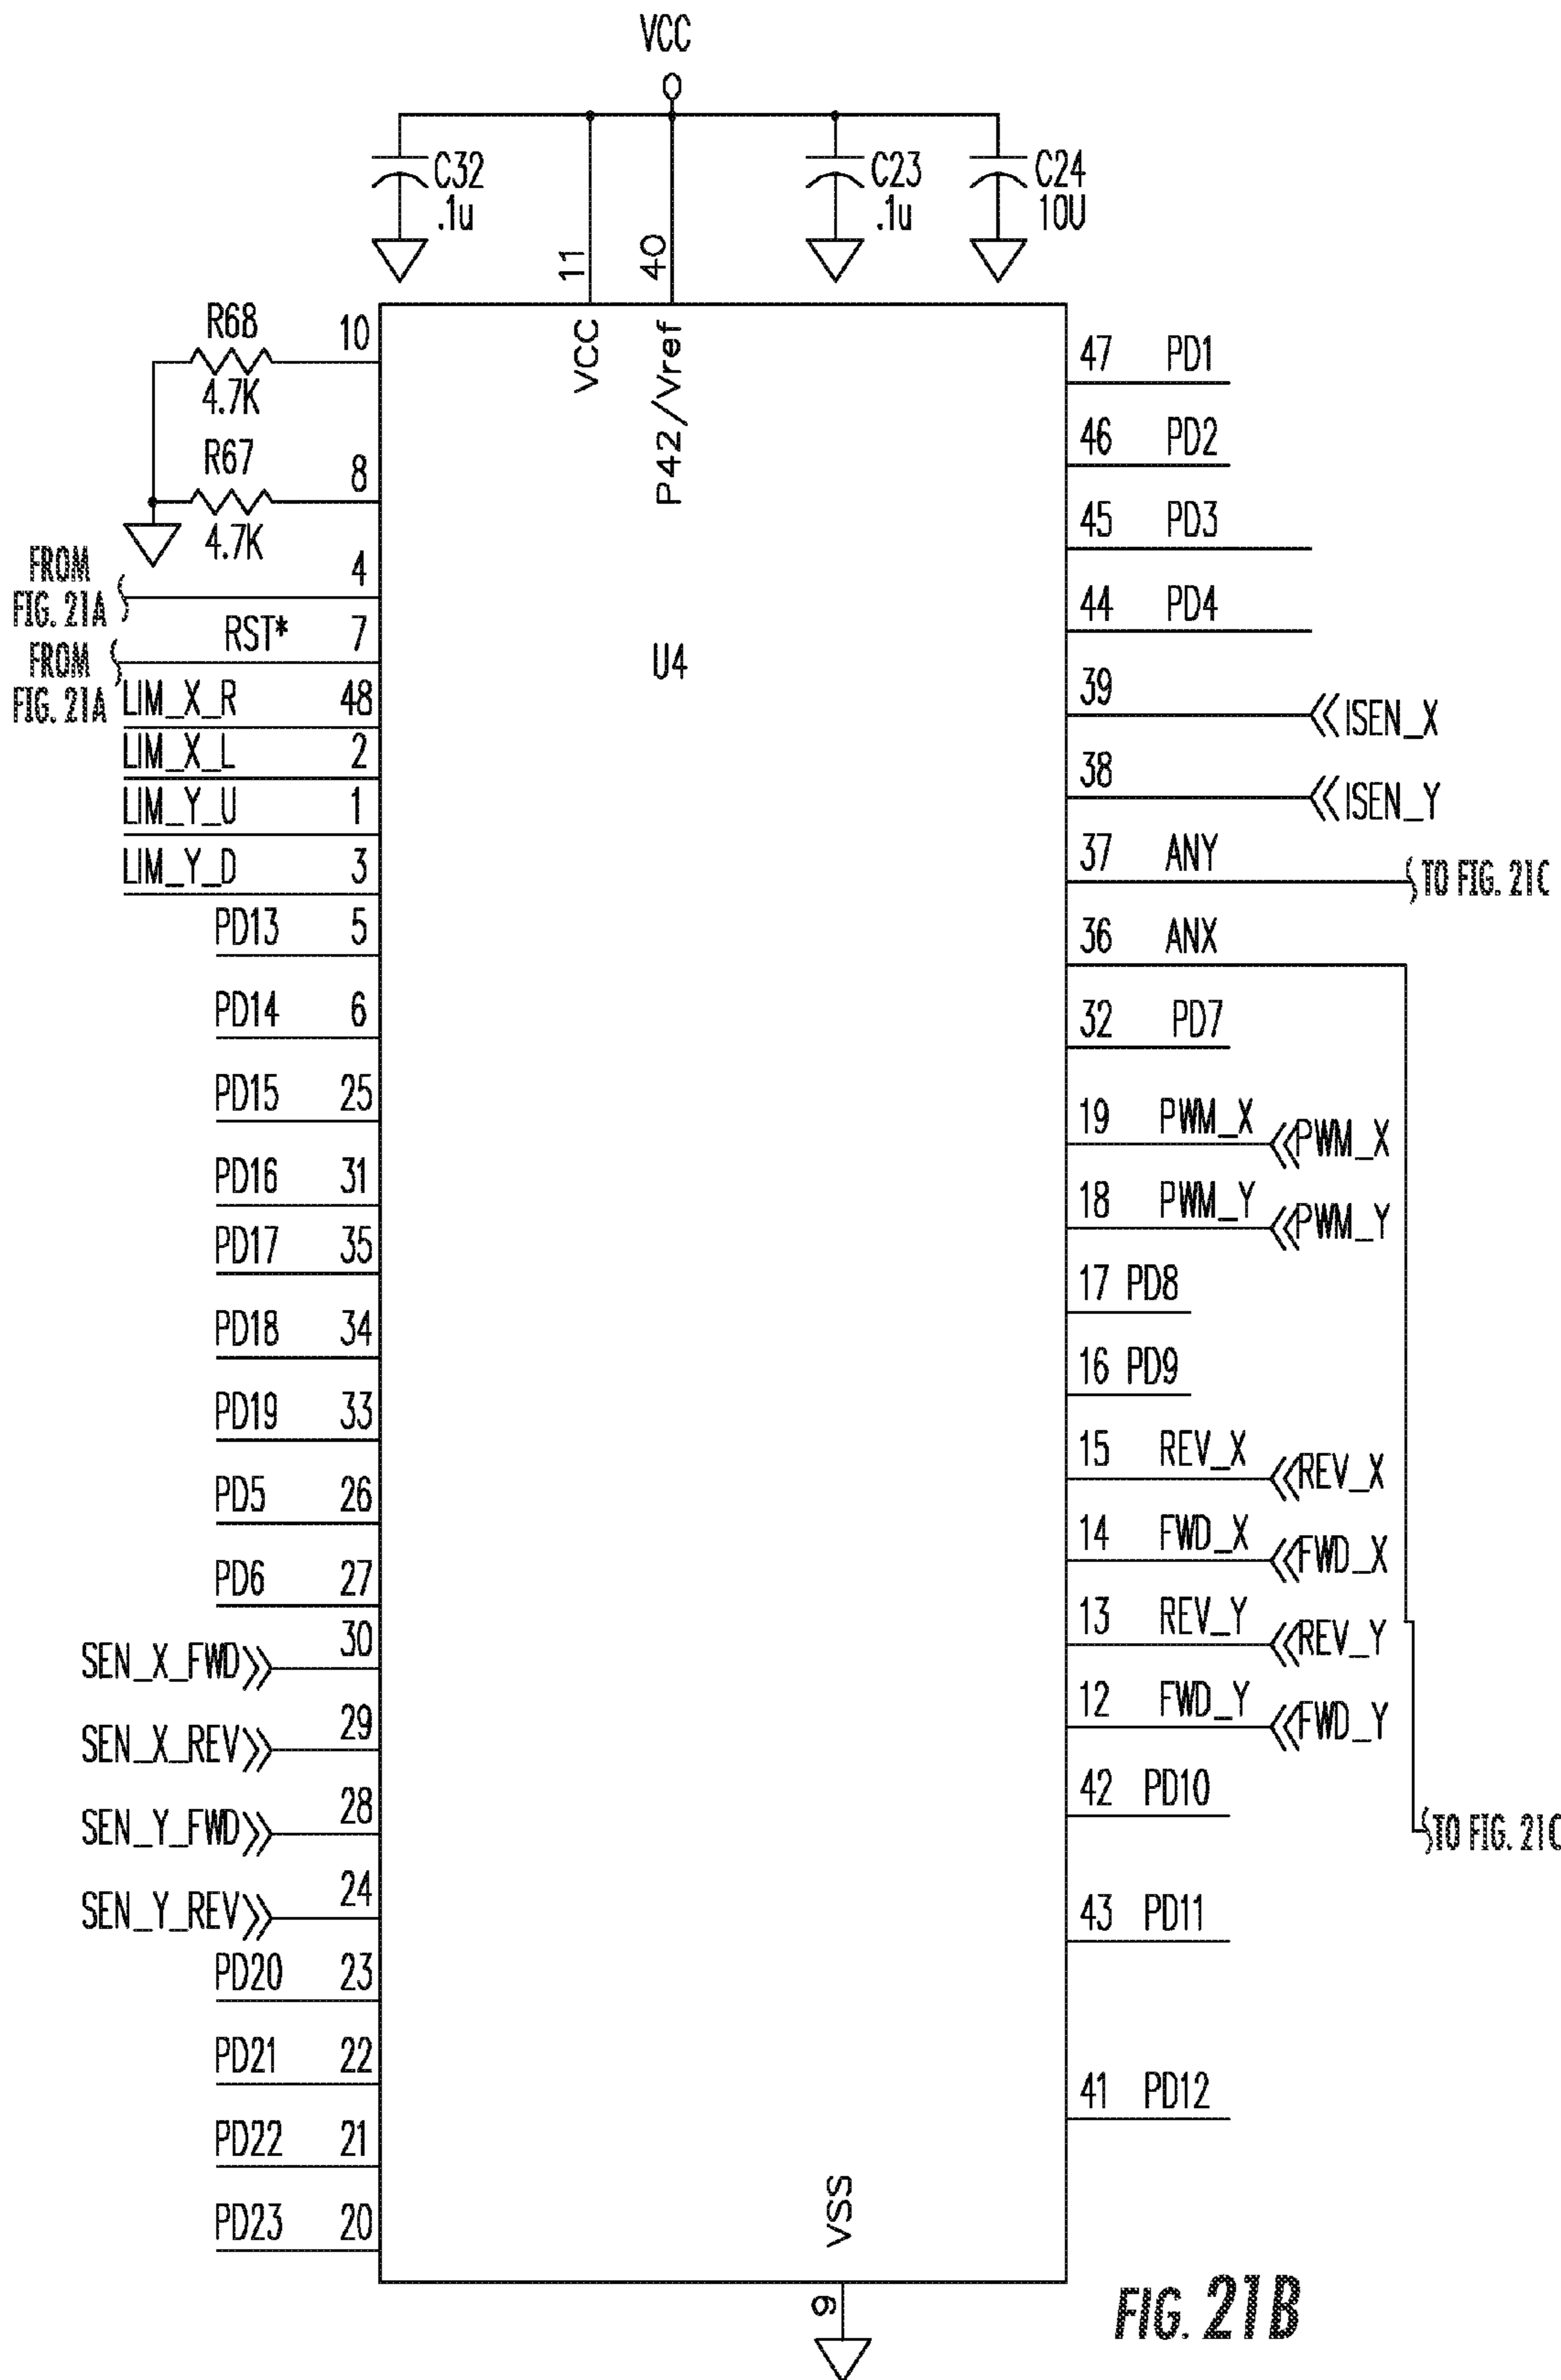 VCC
C32
.1u
C23
.1u
C24
10U
11
40
VCC
P42/Vref
R68
10
4.7K
R67
8
4.7K
FROM
FIG. 21A
4
FROM
FIG. 21A
RST* 7
U4
LIM_X_R 48
LIM_X_L 2
LIM_Y_U 1
LIM_Y_D 3
PD13 5
PD14 6
PD15 25
PD16 31
PD17 35
PD18 34
PD19 33
PD5 26
PD6 27
SEN_X_FWD 30
SEN_X_REV 29
SEN_Y_FWD 28
SEN_Y_REV 24
PD20 23
PD21 22
PD22 21
PD23 20
47 PD1
46 PD2
45 PD3
44 PD4
39 ISEN_X
38 ISEN_Y
37 ANY TO FIG. 21C
36 ANX
32 PD7
19 PWM_X PWM_X
18 PWM_Y PWM_Y
17 PD8
16 PD9
15 REV_X REV_X
14 FWD_X FWD_X
13 REV_Y REV_Y
12 FWD_Y FWD_Y
42 PD10
TO FIG. 21C
43 PD11
41 PD12
VSS
9
FIG. 21B